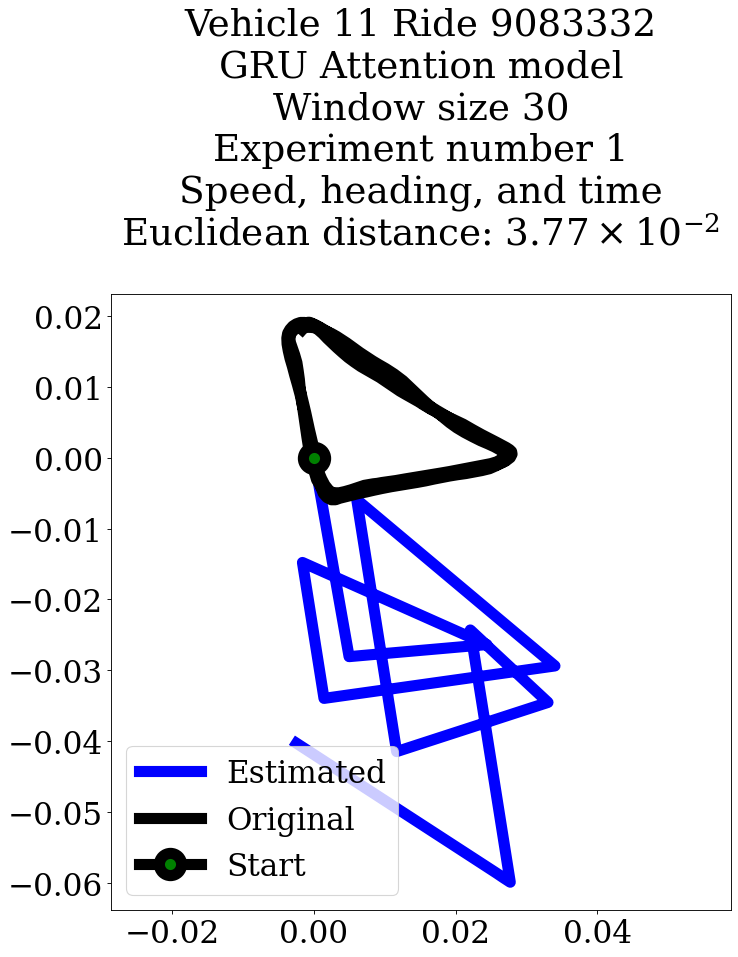 Vehicle 11 Ride 9083332
GRU Attention model
Window size 30
Experiment number 1
Speed, heading, and time
Euclidean distance: 3.77 × 10⁻²
0.02
0.01
0.00
−0.01
−0.02
−0.03
−0.04
−0.05
−0.06
Estimated
Original
Start
−0.02 0.00 0.02 0.04